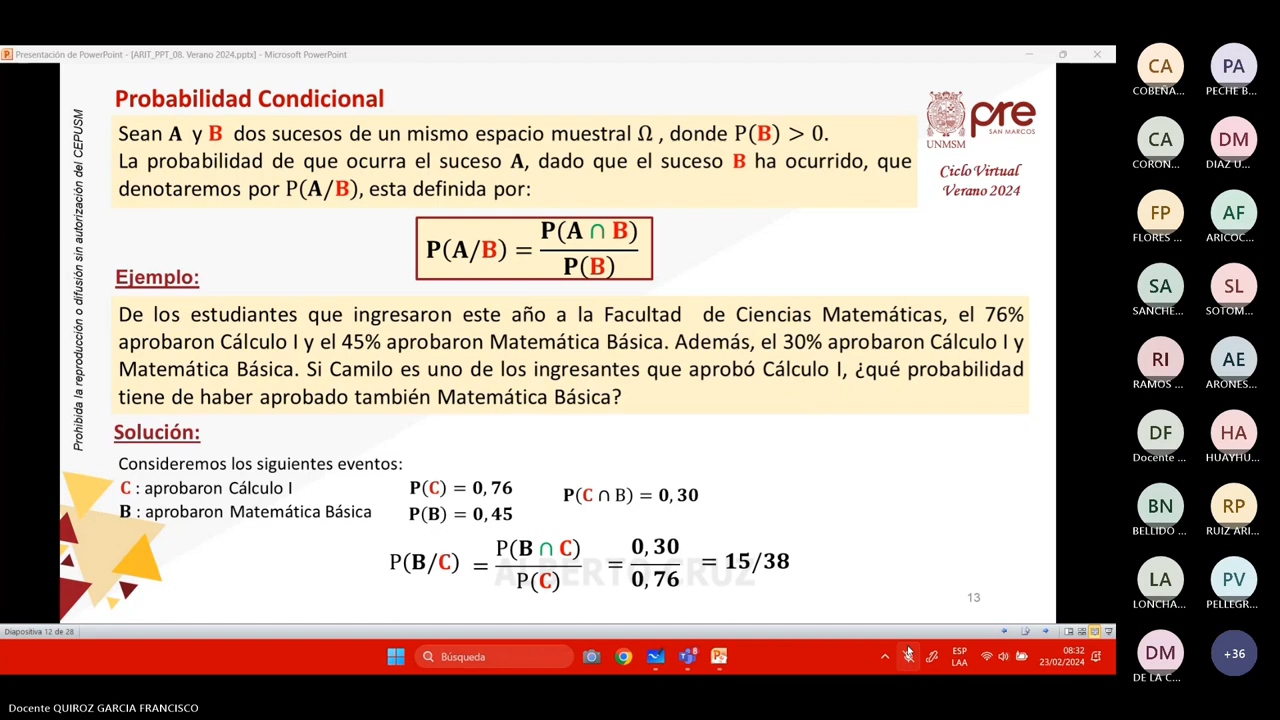 Presentación de PowerPoint - [ARIT_PPT_08. Verano 2024.pptx] - Microsoft PowerPoint
Prohibida la reproducción o difusión sin autorización del CEPUSM
Probabilidad Condicional
Sean A y B dos sucesos de un mismo espacio muestral Ω , donde P(B) > 0.
La probabilidad de que ocurra el suceso A, dado que el suceso B ha ocurrido, que
denotaremos por P(A/B), esta definida por:
UNMSM
pre
SAN MARCOS
Ciclo Virtual
Verano 2024
P(A/B) = P(A ∩ B) / P(B)
Ejemplo:
De los estudiantes que ingresaron este año a la Facultad de Ciencias Matemáticas, el 76%
aprobaron Cálculo I y el 45% aprobaron Matemática Básica. Además, el 30% aprobaron Cálculo I y
Matemática Básica. Si Camilo es uno de los ingresantes que aprobó Cálculo I, ¿qué probabilidad
tiene de haber aprobado también Matemática Básica?
Solución:
Consideremos los siguientes eventos:
C : aprobaron Cálculo I P(C) = 0,76 P(C ∩ B) = 0,30
B : aprobaron Matemática Básica P(B) = 0,45
P(B/C) = P(B ∩ C) / P(C) = 0,30 / 0,76 = 15/38
ALBERTO CRUZ
13
Diapositiva 12 de 28
Búsqueda
8
ESP
LAA
08:32
23/02/2024
CA
COBEÑA...
PA
PECHE B...
CA
CORON...
DM
DIAZ U...
FP
FLORES ...
AF
ARICOC...
SA
SANCHE...
SL
SOTOM...
RI
RAMOS ...
AE
ARONES...
DF
Docente ...
HA
HUAYHU...
BN
BELLIDO ...
RP
RUIZ ARI...
LA
LONCHA...
PV
PELLEGR...
DM
DE LA C...
+36
Docente QUIROZ GARCIA FRANCISCO